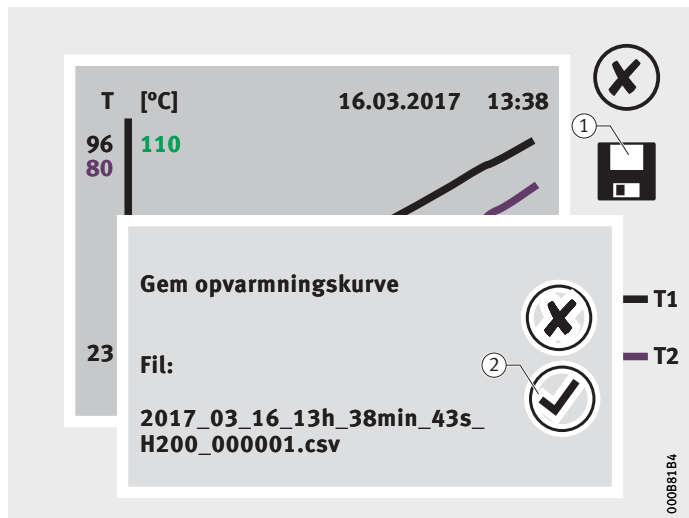 T [°C] 16.03.2017 13:38
96 110
80
1
T1
T2
23
Gem opvarmningskurve
Fil:
2
2017_03_16_13h_38min_43s_
H200_000001.csv
000B81B4